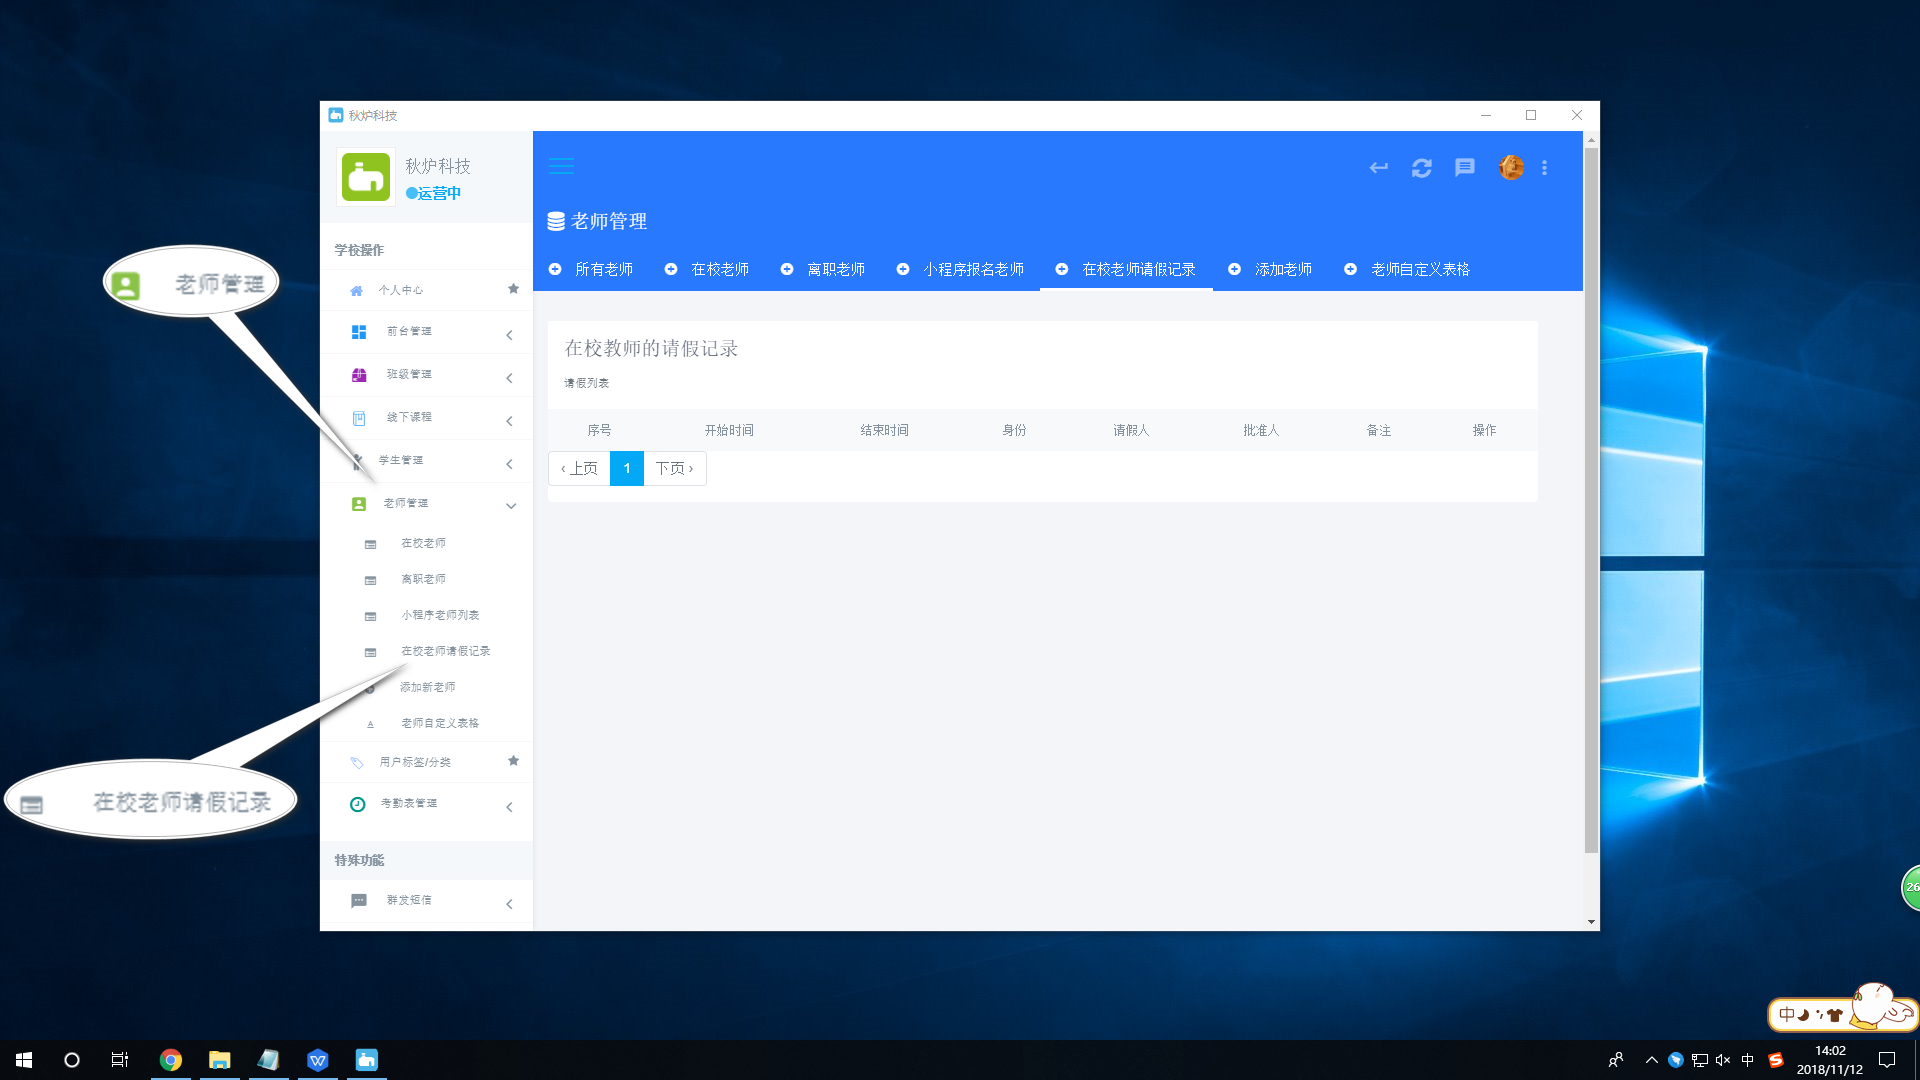 秋炉科技
秋炉科技
运营中
学校操作
个人中心
前台管理
班级管理
线下课程
学生管理
老师管理
在校老师
离职老师
小程序老师列表
在校老师请假记录
添加新老师
老师自定义表格
用户标签/分类
考勤表管理
特殊功能
群发短信
老师管理
在校老师请假记录
老师管理
所有老师 在校老师 离职老师 小程序报名老师 在校老师请假记录 添加老师 老师自定义表格
在校教师的请假记录
请假列表
序号 开始时间 结束时间 身份 请假人 批准人 备注 操作
‹ 上页 1 下页 ›
26
中
中
14:02
2018/11/12